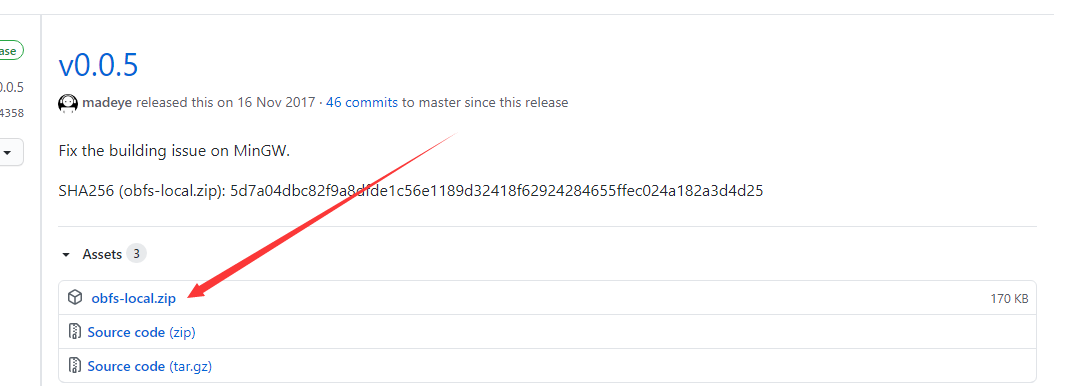 v0.0.5
ase
0.0.5
madeye released this on 16 Nov 2017 · 46 commits to master since this release
4358
Fix the building issue on MinGW.
SHA256 (obfs-local.zip): 5d7a04dbc82f9a8dfde1c56e1189d32418f62924284655ffec024a182a3d4d25
Assets 3
obfs-local.zip 170 KB
Source code (zip)
Source code (tar.gz)